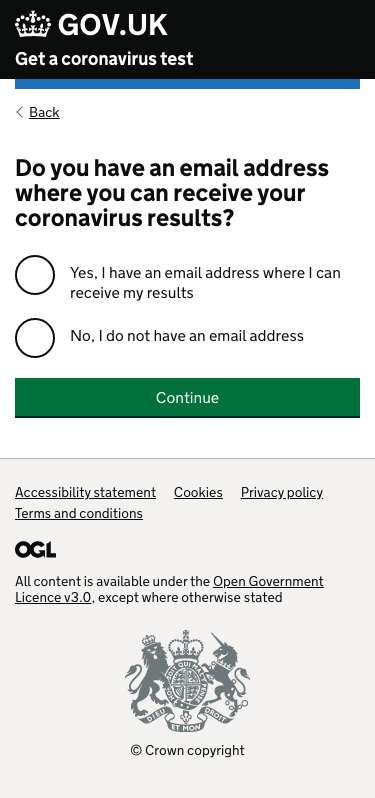 GOV.UK
Get a coronavirus test
Back
Do you have an email address
where you can receive your
coronavirus results?
Yes, I have an email address where I can
receive my results
No, I do not have an email address
Continue
Accessibility statement Cookies Privacy policy
Terms and conditions
OGL
All content is available under the Open Government
Licence v3.0, except where otherwise stated
DIEU ET MON DROIT
© Crown copyright